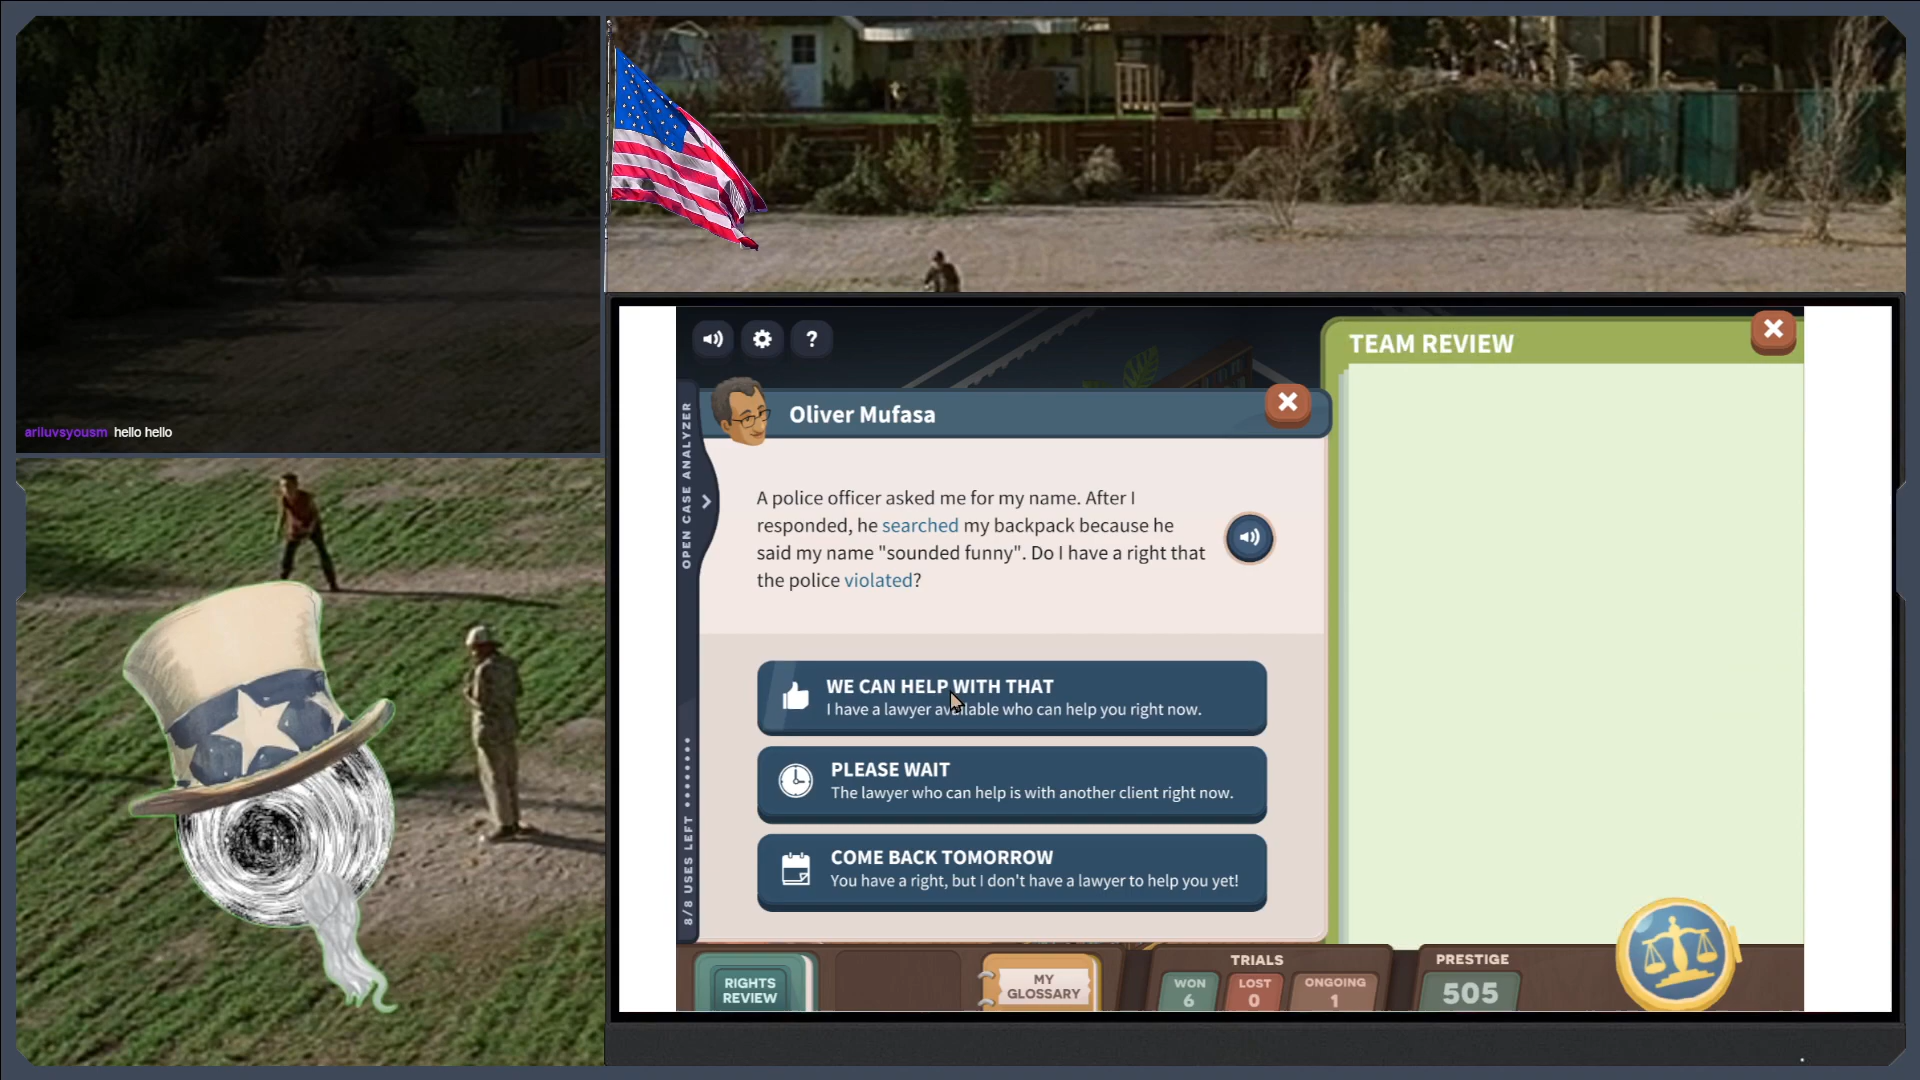 ariluvsyousm hello hello
?
TEAM REVIEW
Oliver Mufasa
OPEN CASE ANALYZER
A police officer asked me for my name. After I
responded, he searched my backpack because he
said my name "sounded funny". Do I have a right that
the police violated?
WE CAN HELP WITH THAT
I have a lawyer available who can help you right now.
PLEASE WAIT
The lawyer who can help is with another client right now.
COME BACK TOMORROW
You have a right, but I don't have a lawyer to help you yet!
8/8 USES LEFT
RIGHTS
REVIEW
MY
GLOSSARY
TRIALS
WON
6
LOST
0
ONGOING
1
PRESTIGE
505